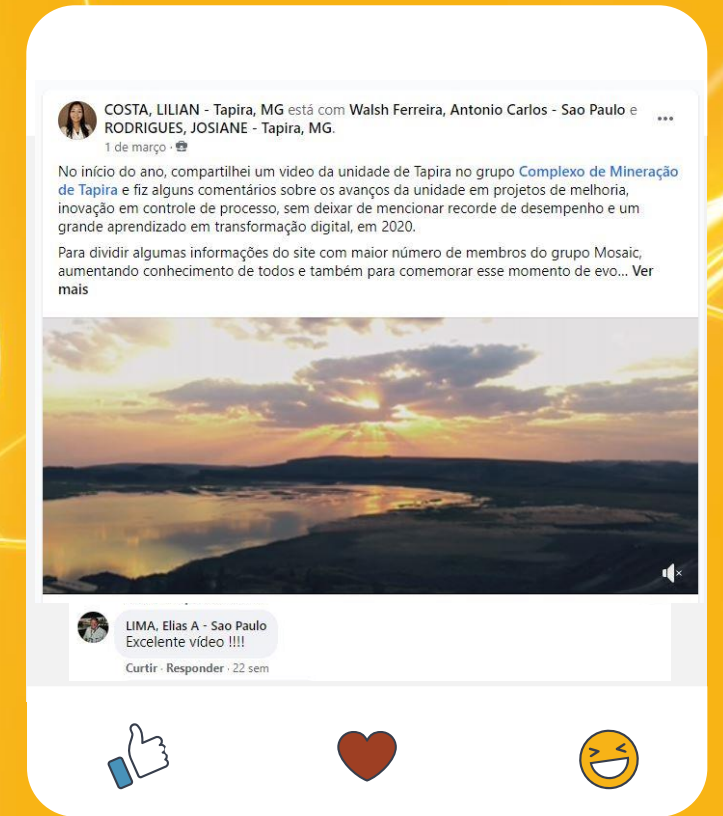 COSTA, LILIAN - Tapira, MG está com Walsh Ferreira, Antonio Carlos - Sao Paulo e
RODRIGUES, JOSIANE - Tapira, MG.
1 de março ·
No início do ano, compartilhei um video da unidade de Tapira no grupo Complexo de Mineração
de Tapira e fiz alguns comentários sobre os avanços da unidade em projetos de melhoria,
inovação em controle de processo, sem deixar de mencionar recorde de desempenho e um
grande aprendizado em transformação digital, em 2020.
Para dividir algumas informações do site com maior número de membros do grupo Mosaic,
aumentando conhecimento de todos e também para comemorar esse momento de evo... Ver
mais
LIMA, Elias A - Sao Paulo
Excelente vídeo !!!!
Curtir · Responder · 22 sem